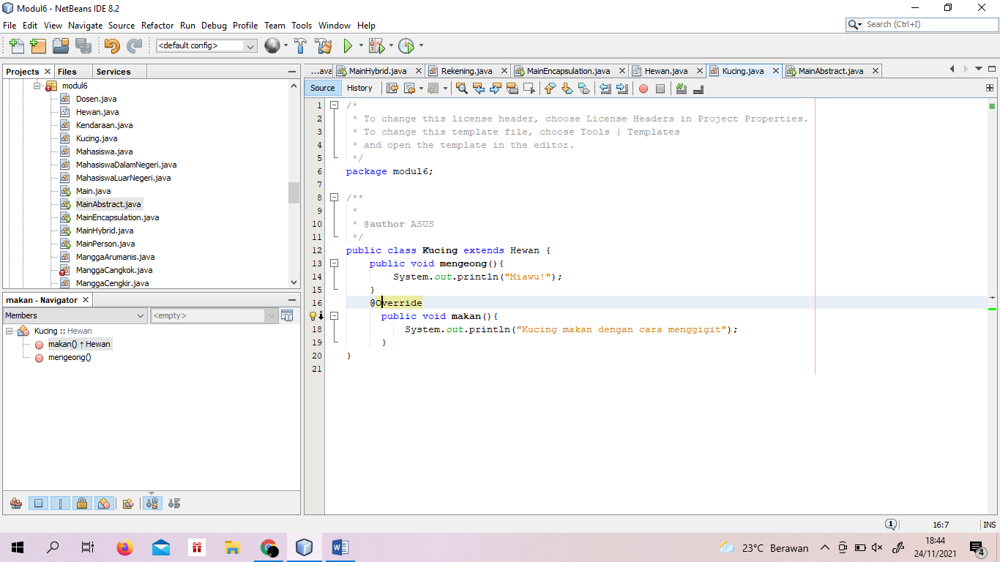 Modul6 - NetBeans IDE 8.2
File Edit View Navigate Source Refactor Run Debug Profile Team Tools Window Help
Search (Ctrl+I)
<default config>
Projects Files Services
modul6
Dosen.java
Hewan.java
Kendaraan.java
Kucing.java
Mahasiswa.java
MahasiswaDalamNegeri.java
MahasiswaLuarNegeri.java
Main.java
MainAbstract.java
MainEncapsulation.java
MainHybrid.java
MainPerson.java
ManggaArumanis.java
ManggaCangkok.java
ManggaCengkir.java
makan - Navigator
Members <empty>
Kucing :: Hewan
makan() ↑ Hewan
mengeong()
...ava MainHybrid.java Rekening.java MainEncapsulation.java Hewan.java Kucing.java MainAbstract.java
Source History
1 /*
2 * To change this license header, choose License Headers in Project Properties.
3 * To change this template file, choose Tools | Templates
4 * and open the template in the editor.
5 */
6 package modul6;
7
8 /**
9 *
10 * @author ASUS
11 */
12 public class Kucing extends Hewan {
13 public void mengeong(){
14 System.out.println("Miawu!");
15 }
16 @Override
public void makan(){
18 System.out.println("Kucing makan dengan cara menggigit");
19 }
20 }
21
1 16:7 INS
23°C Berawan
18:44
24/11/2021
4